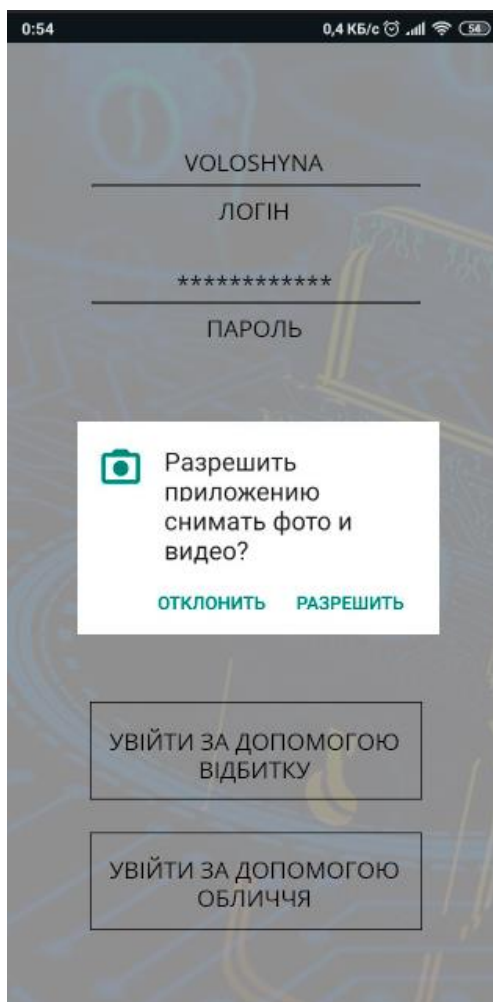 0:54 0,4 КБ/с 54
VOLOSHYNA
ЛОГІН
************
ПАРОЛЬ
Разрешить
приложению
снимать фото и
видео?
ОТКЛОНИТЬ РАЗРЕШИТЬ
УВІЙТИ ЗА ДОПОМОГОЮ
ВІДБИТКУ
УВІЙТИ ЗА ДОПОМОГОЮ
ОБЛИЧЧЯ